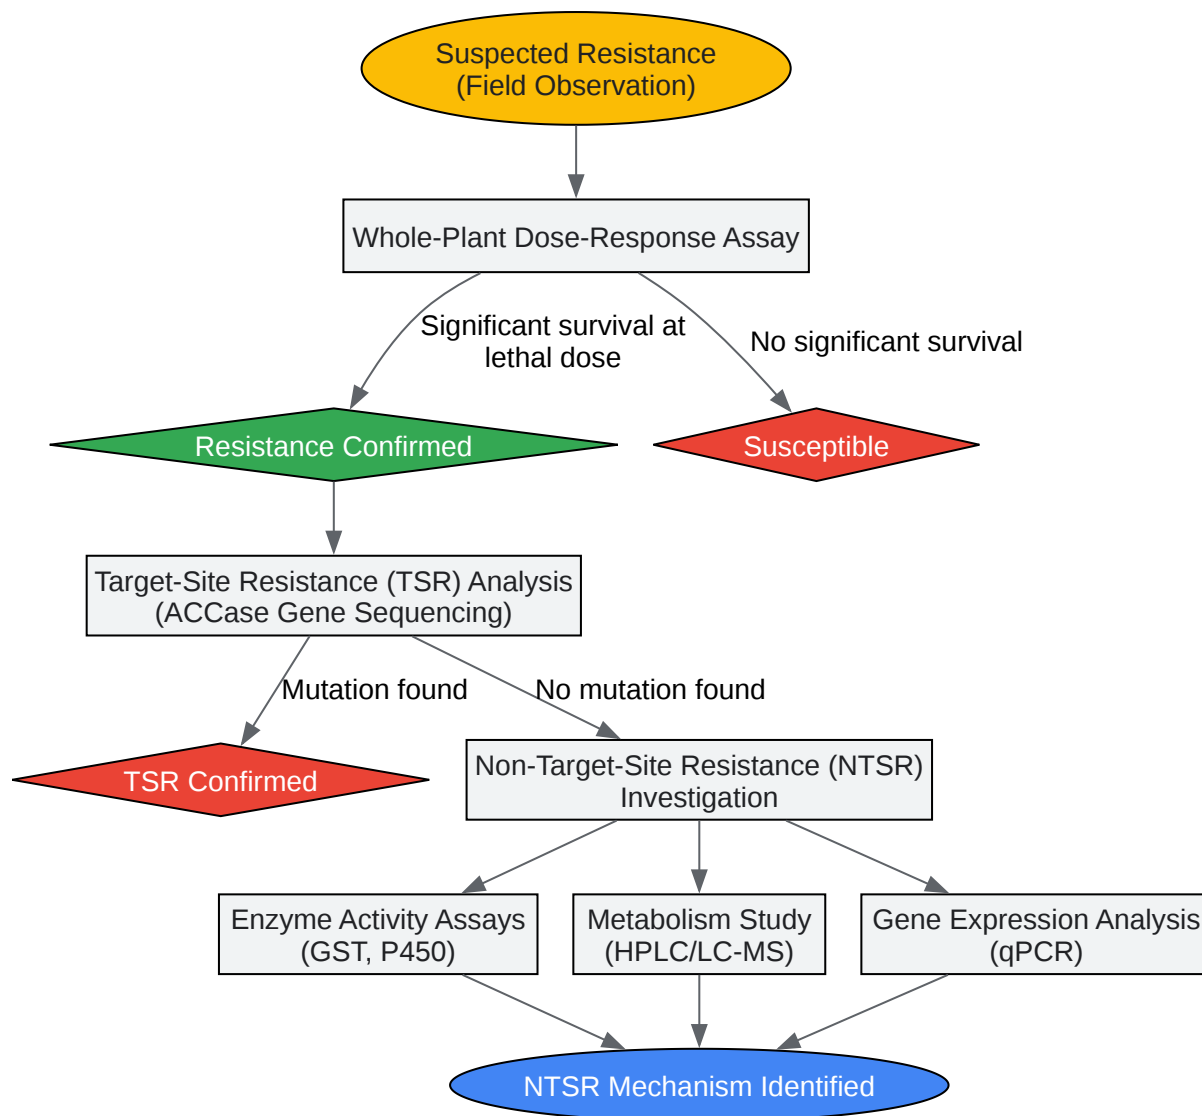 Suspected Resistance
(Field Observation)
Whole-Plant Dose-Response Assay
Significant survival at
lethal dose
No significant survival
Resistance Confirmed
Susceptible
Target-Site Resistance (TSR) Analysis
(ACCase Gene Sequencing)
Mutation found
No mutation found
TSR Confirmed
Non-Target-Site Resistance (NTSR)
Investigation
Enzyme Activity Assays
(GST, P450)
Metabolism Study
(HPLC/LC-MS)
Gene Expression Analysis
(qPCR)
NTSR Mechanism Identified